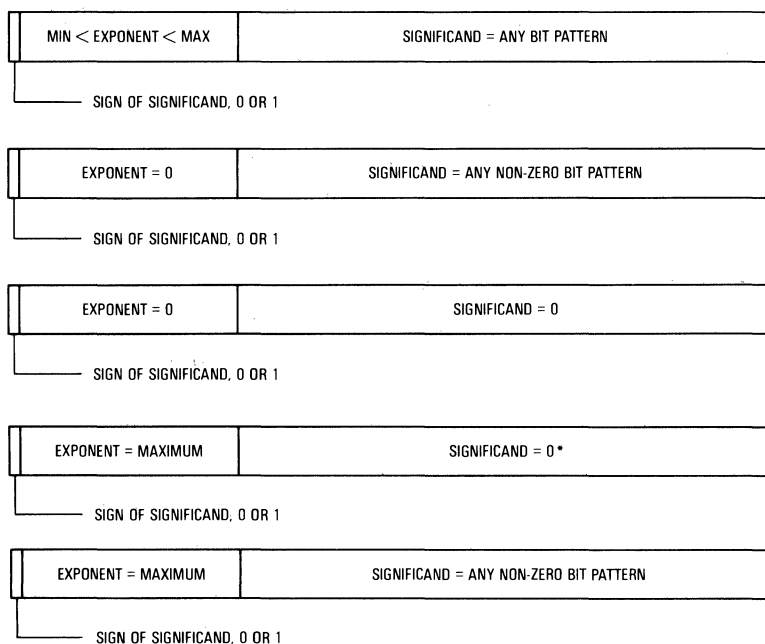 MIN < EXPONENT < MAX SIGNIFICAND = ANY BIT PATTERN
SIGN OF SIGNIFICAND, 0 OR 1
EXPONENT = 0 SIGNIFICAND = ANY NON-ZERO BIT PATTERN
SIGN OF SIGNIFICAND, 0 OR 1
EXPONENT = 0 SIGNIFICAND = 0
SIGN OF SIGNIFICAND, 0 OR 1
EXPONENT = MAXIMUM SIGNIFICAND = 0*
SIGN OF SIGNIFICAND, 0 OR 1
EXPONENT = MAXIMUM SIGNIFICAND = ANY NON-ZERO BIT PATTERN
SIGN OF SIGNIFICAND, 0 OR 1